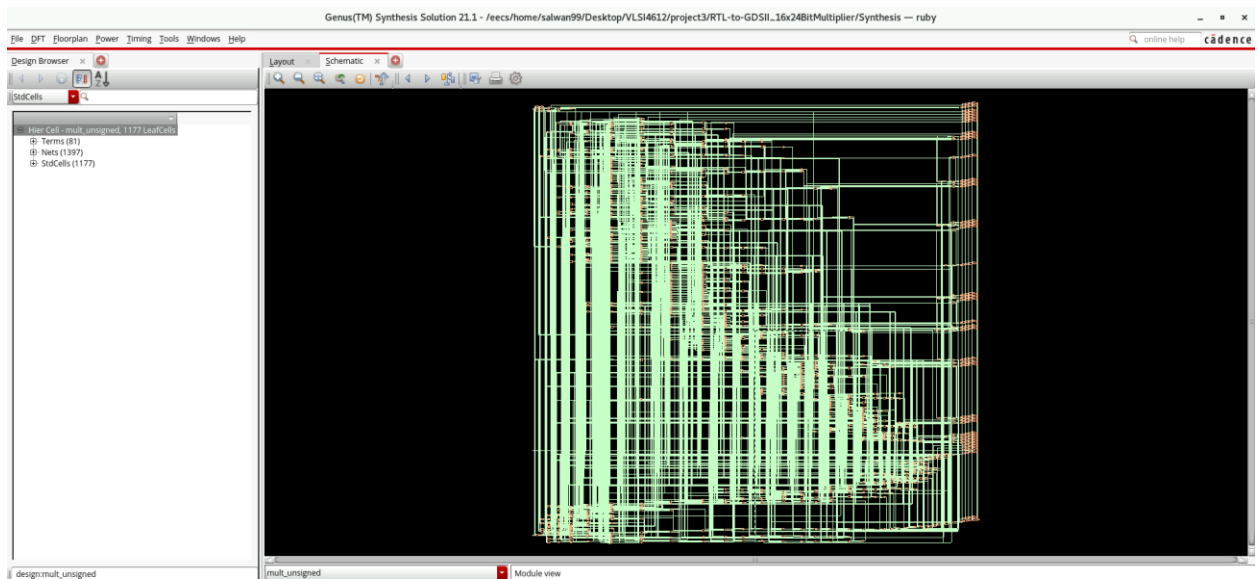 Genus(TM) Synthesis Solution 21.1 - /eecs/home/salwan99/Desktop/VLSI4612/project3/RTL-to-GDSII_16x24BitMultiplier/Synthesis — ruby
File DFT Floorplan Power Timing Tools Windows Help
online help
cādence
Design Browser
Layout
Schematic
StdCells
Hier Cell - mult_unsigned, 1177 LeafCells
Terms (81)
Nets (1397)
StdCells (1177)
design:mult_unsigned
mult_unsigned
Module view